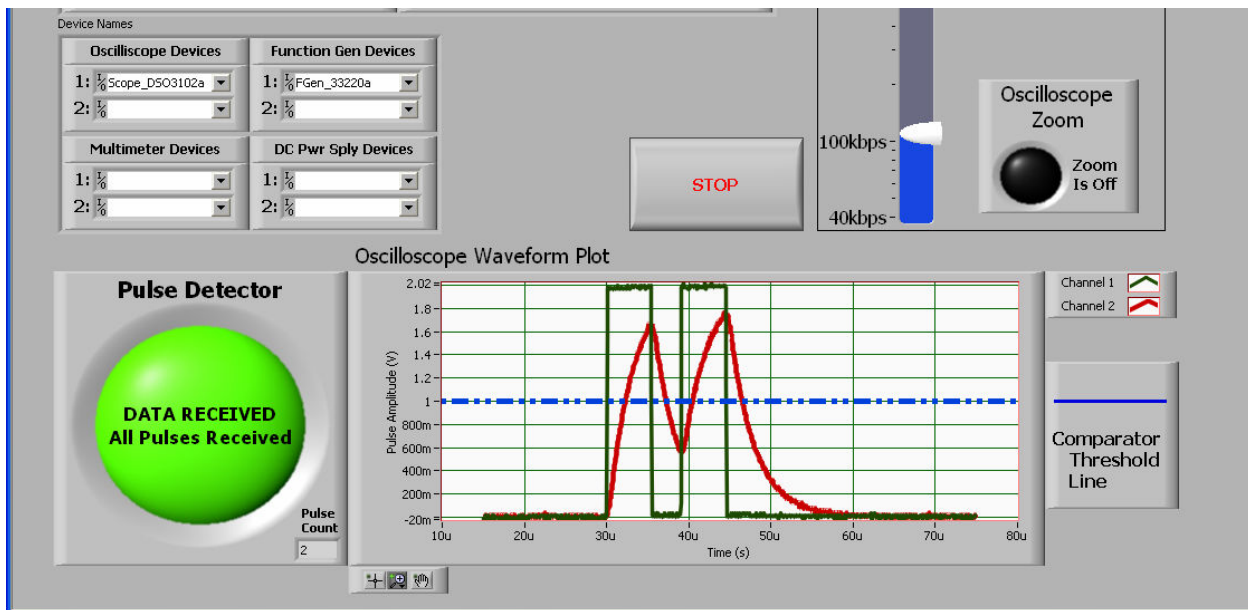 Device Names
Oscilliscope Devices
1: I/O Scope_DSO3102a
2: I/O
Function Gen Devices
1: I/O FGen_33220a
2: I/O
Multimeter Devices
1: I/O
2: I/O
DC Pwr Sply Devices
1: I/O
2: I/O
STOP
100kbps
40kbps
Oscilloscope
Zoom
Zoom
Is Off
Pulse Detector
DATA RECEIVED
All Pulses Received
Pulse
Count
2
Oscilloscope Waveform Plot
Pulse Amplitude (V)
2.02
1.8
1.6
1.4
1.2
1
800m
600m
400m
200m
-20m
10u 20u 30u 40u 50u 60u 70u 80u
Time (s)
Channel 1
Channel 2
Comparator
Threshold
Line